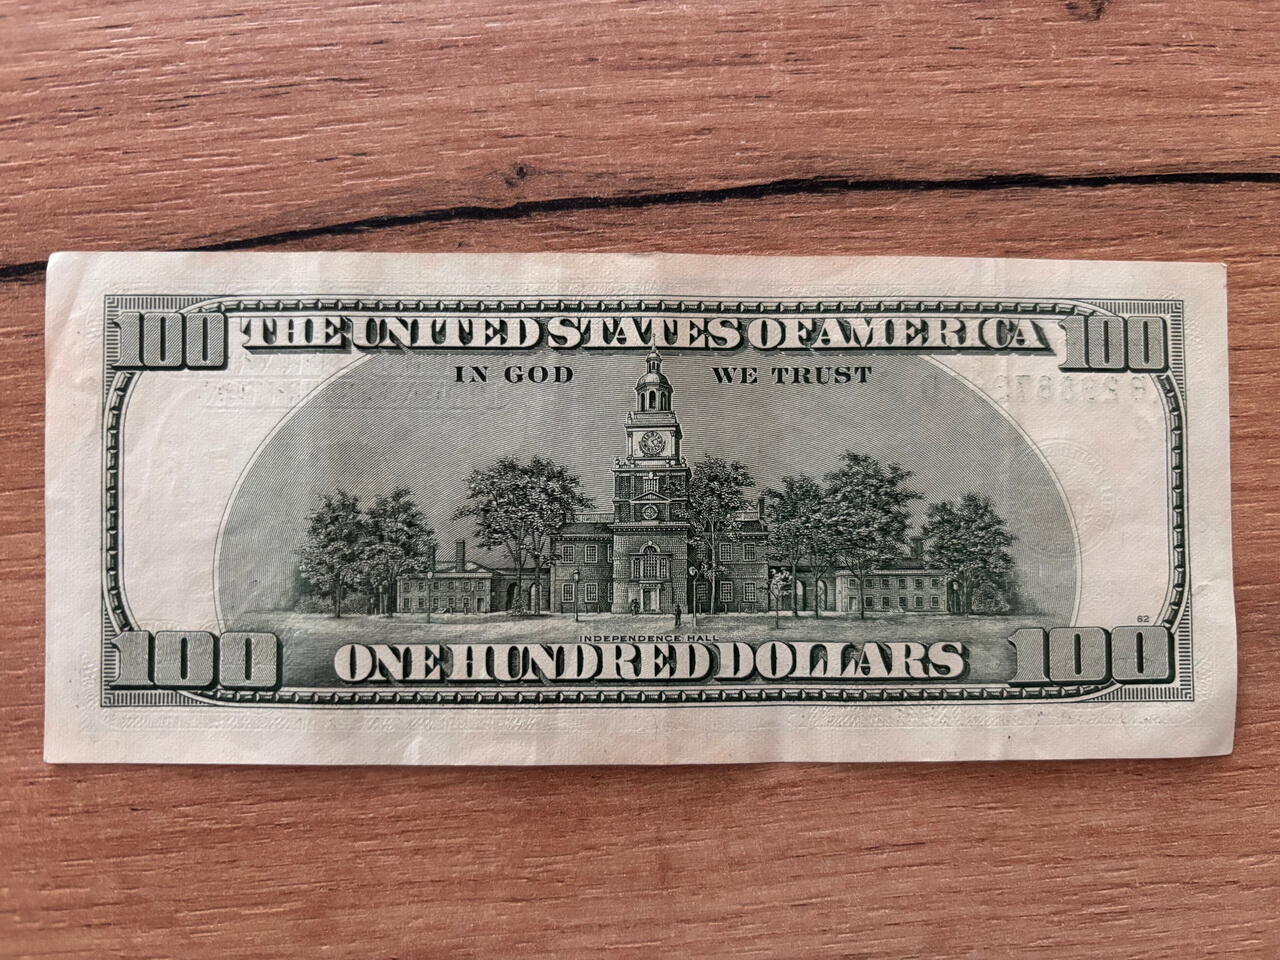 100 THE UNITED STATES OF AMERICA 100
IN GOD WE TRUST
62
INDEPENDENCE HALL
100 ONE HUNDRED DOLLARS 100